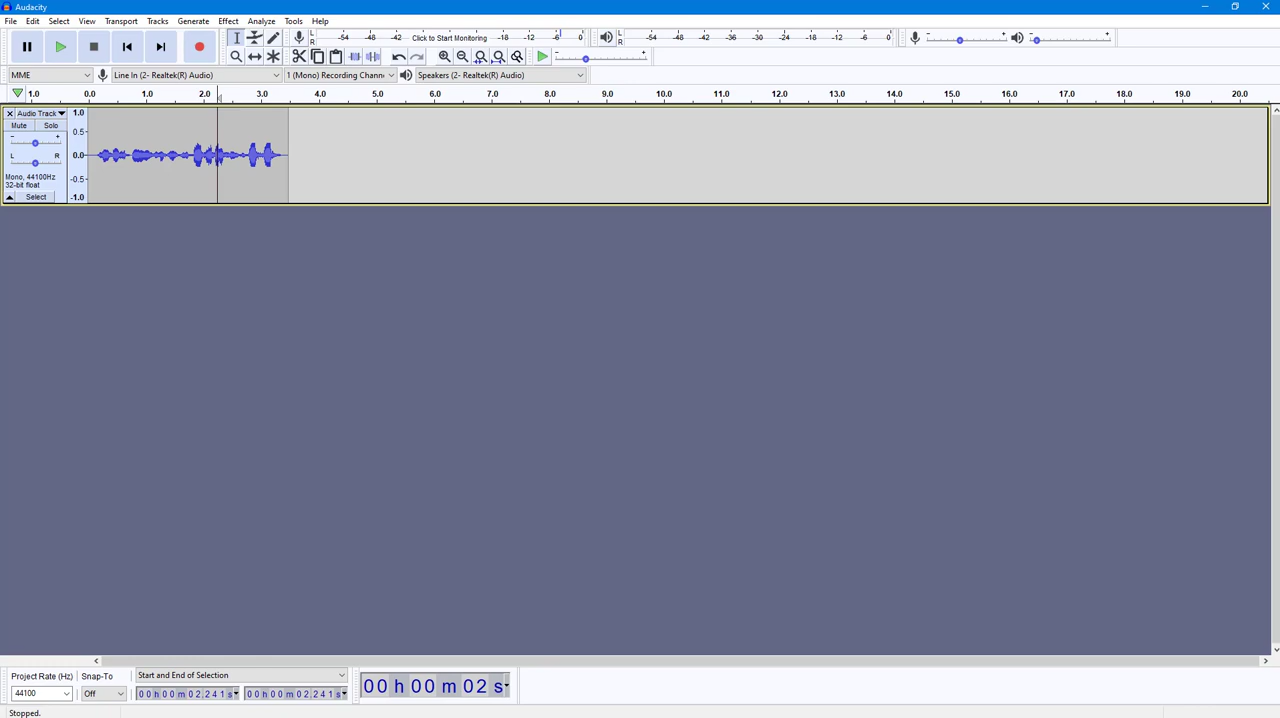 Audacity
File Edit Select View Transport Tracks Generate Effect Analyze Tools Help
L R -54 -48 -42 Click to Start Monitoring -18 -12 -6 0 L R -54 -48 -42 -36 -30 -24 -18 -12 -6 0 - + - +
- +
MME Line In (2- Realtek(R) Audio) 1 (Mono) Recording Chann Speakers (2- Realtek(R) Audio)
1.0 0.0 1.0 2.0 3.0 4.0 5.0 6.0 7.0 8.0 9.0 10.0 11.0 12.0 13.0 14.0 15.0 16.0 17.0 18.0 19.0 20.0
Audio Track 1.0
Mute Solo
- + 0.5
L R 0.0
Mono, 44100Hz
32-bit float -0.5
Select -1.0
Project Rate (Hz) Snap-To Start and End of Selection
44100 Off 00 h 00 m 02.241 s 00 h 00 m 02.241 s
00 h 00 m 02 s
Stopped.